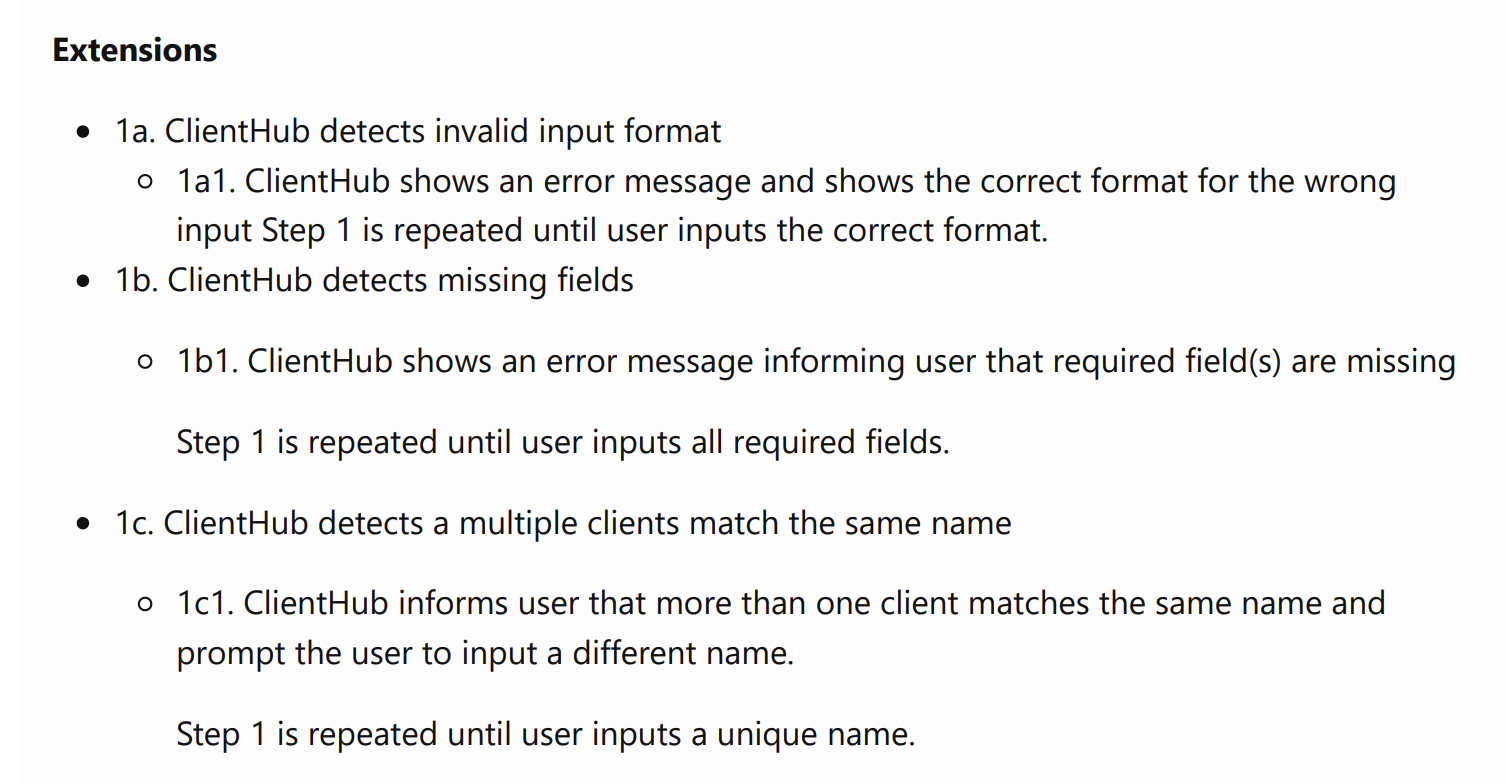 Extensions
1a. ClientHub detects invalid input format
1a1. ClientHub shows an error message and shows the correct format for the wrong
input Step 1 is repeated until user inputs the correct format.
1b. ClientHub detects missing fields
1b1. ClientHub shows an error message informing user that required field(s) are missing
Step 1 is repeated until user inputs all required fields.
1c. ClientHub detects a multiple clients match the same name
1c1. ClientHub informs user that more than one client matches the same name and
prompt the user to input a different name.
Step 1 is repeated until user inputs a unique name.